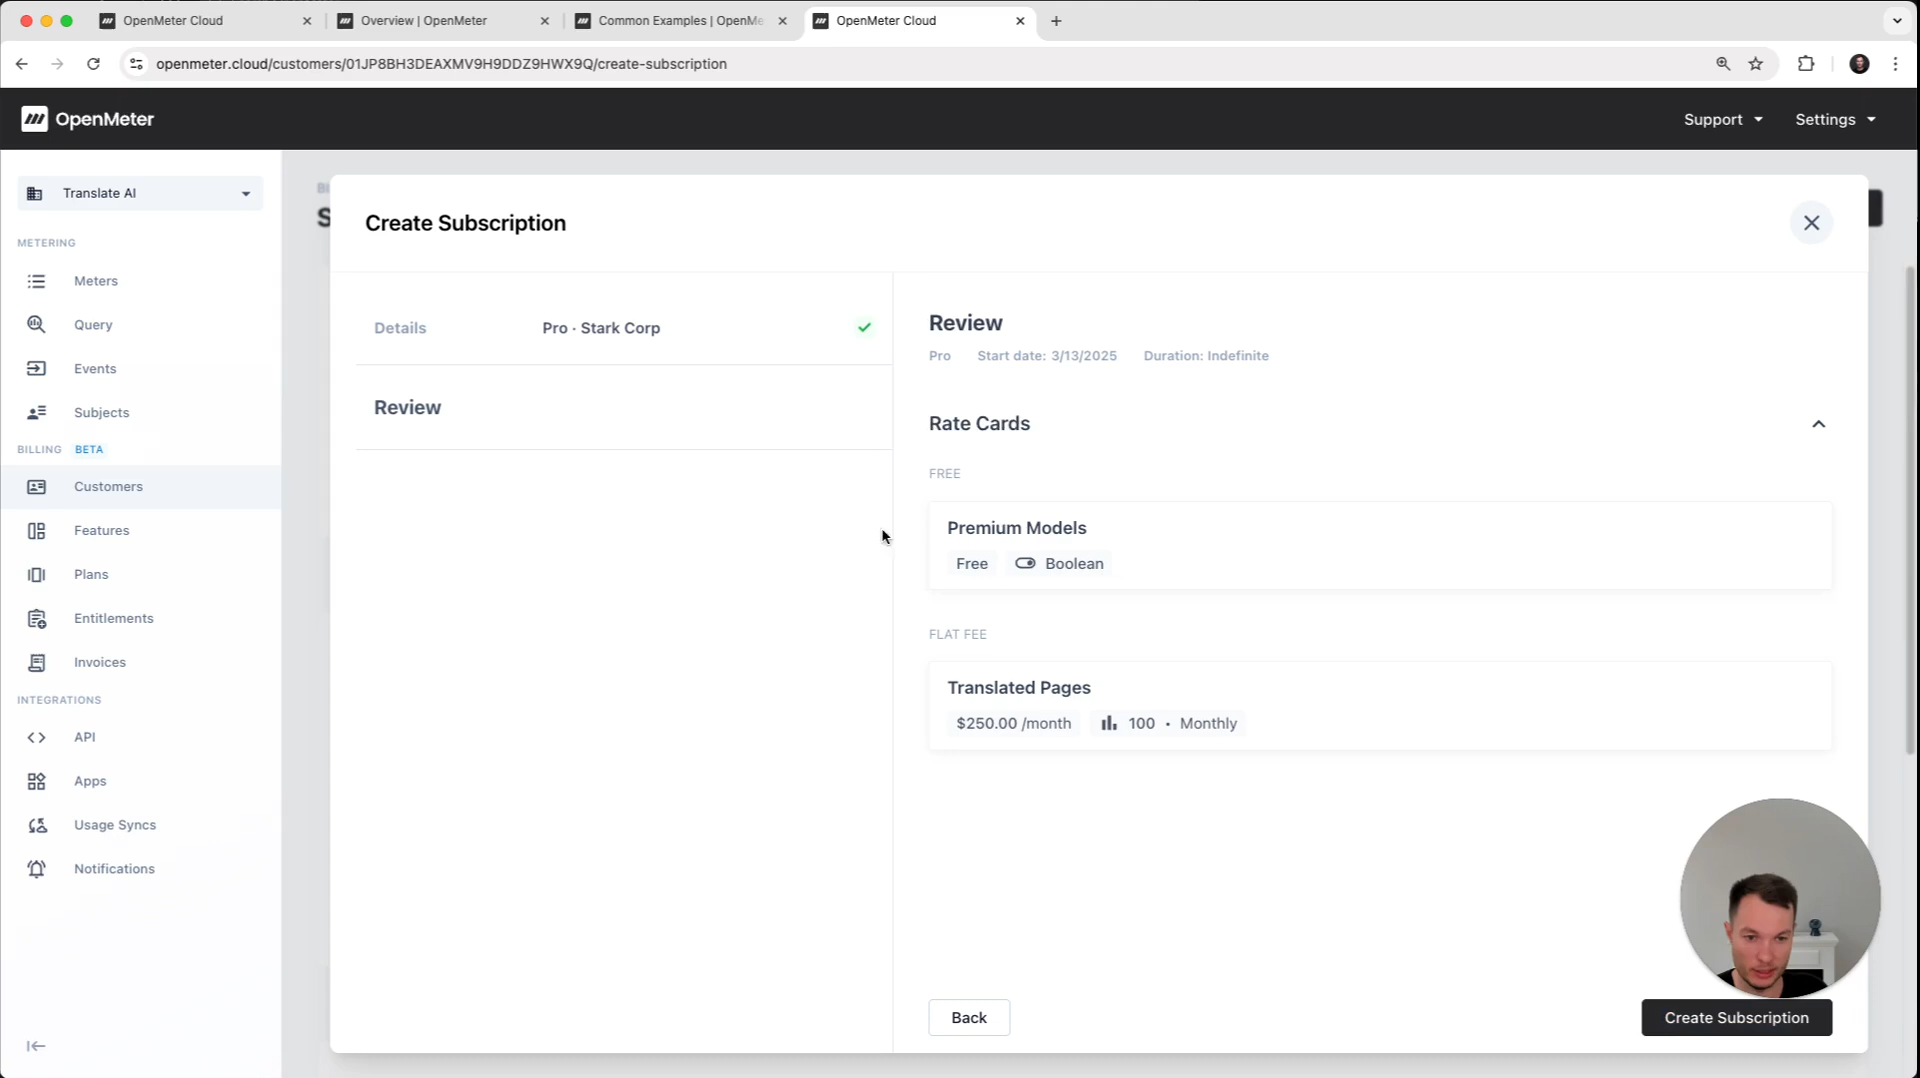 OpenMeter Cloud
Overview | OpenMeter
Common Examples | OpenMe
OpenMeter Cloud
openmeter.cloud/customers/01JP8BH3DEAXMV9H9DDZ9HWX9Q/create-subscription
OpenMeter
Support
Settings
Translate AI
METERING
Meters
Query
Events
Subjects
BILLING BETA
Customers
Features
Plans
Entitlements
Invoices
INTEGRATIONS
API
Apps
Usage Syncs
Notifications
Create Subscription
Details Pro · Stark Corp
Review
Review
Pro Start date: 3/13/2025 Duration: Indefinite
Rate Cards
FREE
Premium Models
Free Boolean
FLAT FEE
Translated Pages
$250.00 /month 100 • Monthly
Back
Create Subscription